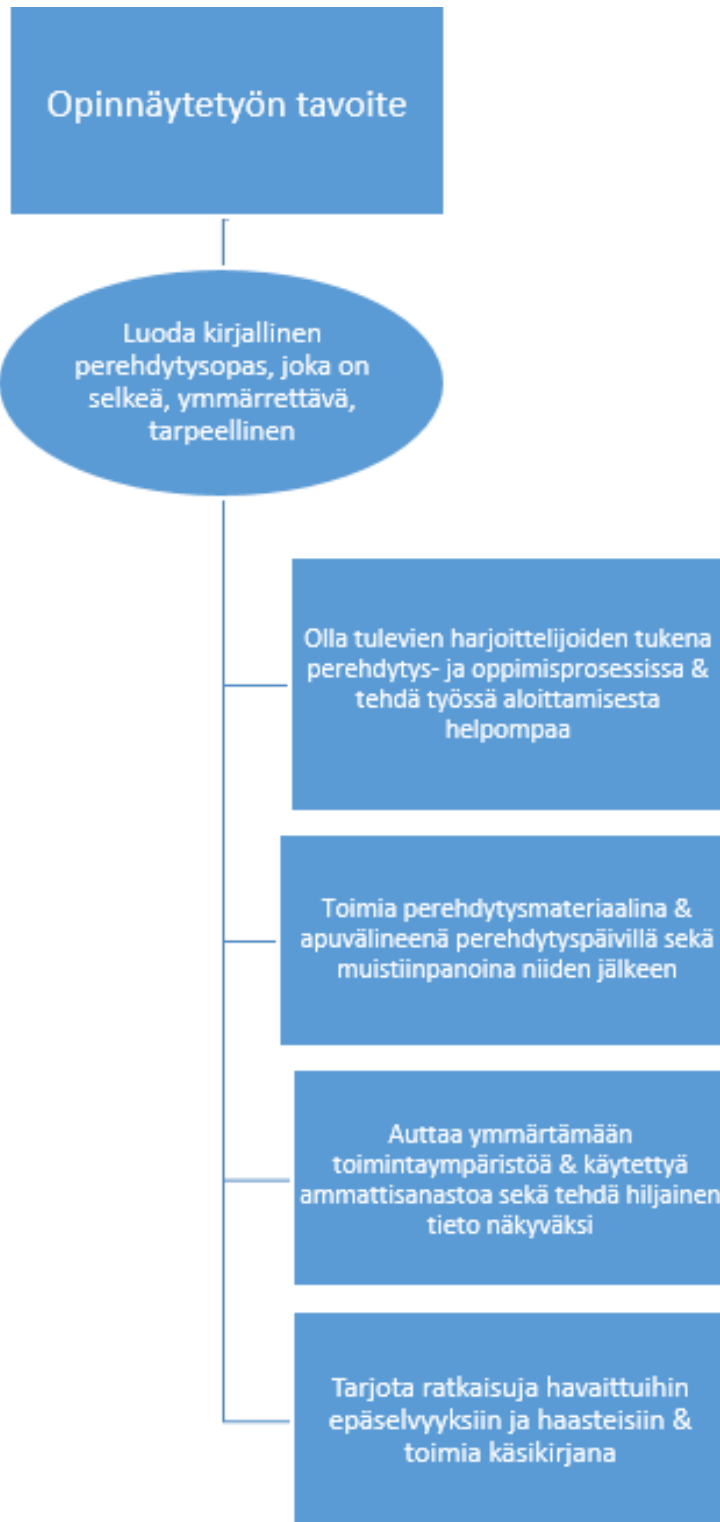 Opinnäytetyön tavoite
Luoda kirjallinen
perehdytysopas, joka on
selkeä, ymmärrettävä,
tarpeellinen
Olla tulevien harjoittelijoiden tukena
perehdytys- ja oppimisprosessissa &
tehdä työssä aloittamisesta
helpompaa
Toimia perehdytysmateriaalina &
apuvälineenä perehdytyspäivillä sekä
muistiinpanoina niiden jälkeen
Auttaa ymmärtämään
toimintaympäristöä & käytettyä
ammattisanastoa sekä tehdä hiljainen
tieto näkyväksi
Tarjota ratkaisuja havaittuihin
epäselvyyksiin ja haasteisiin &
toimia käsikirjana